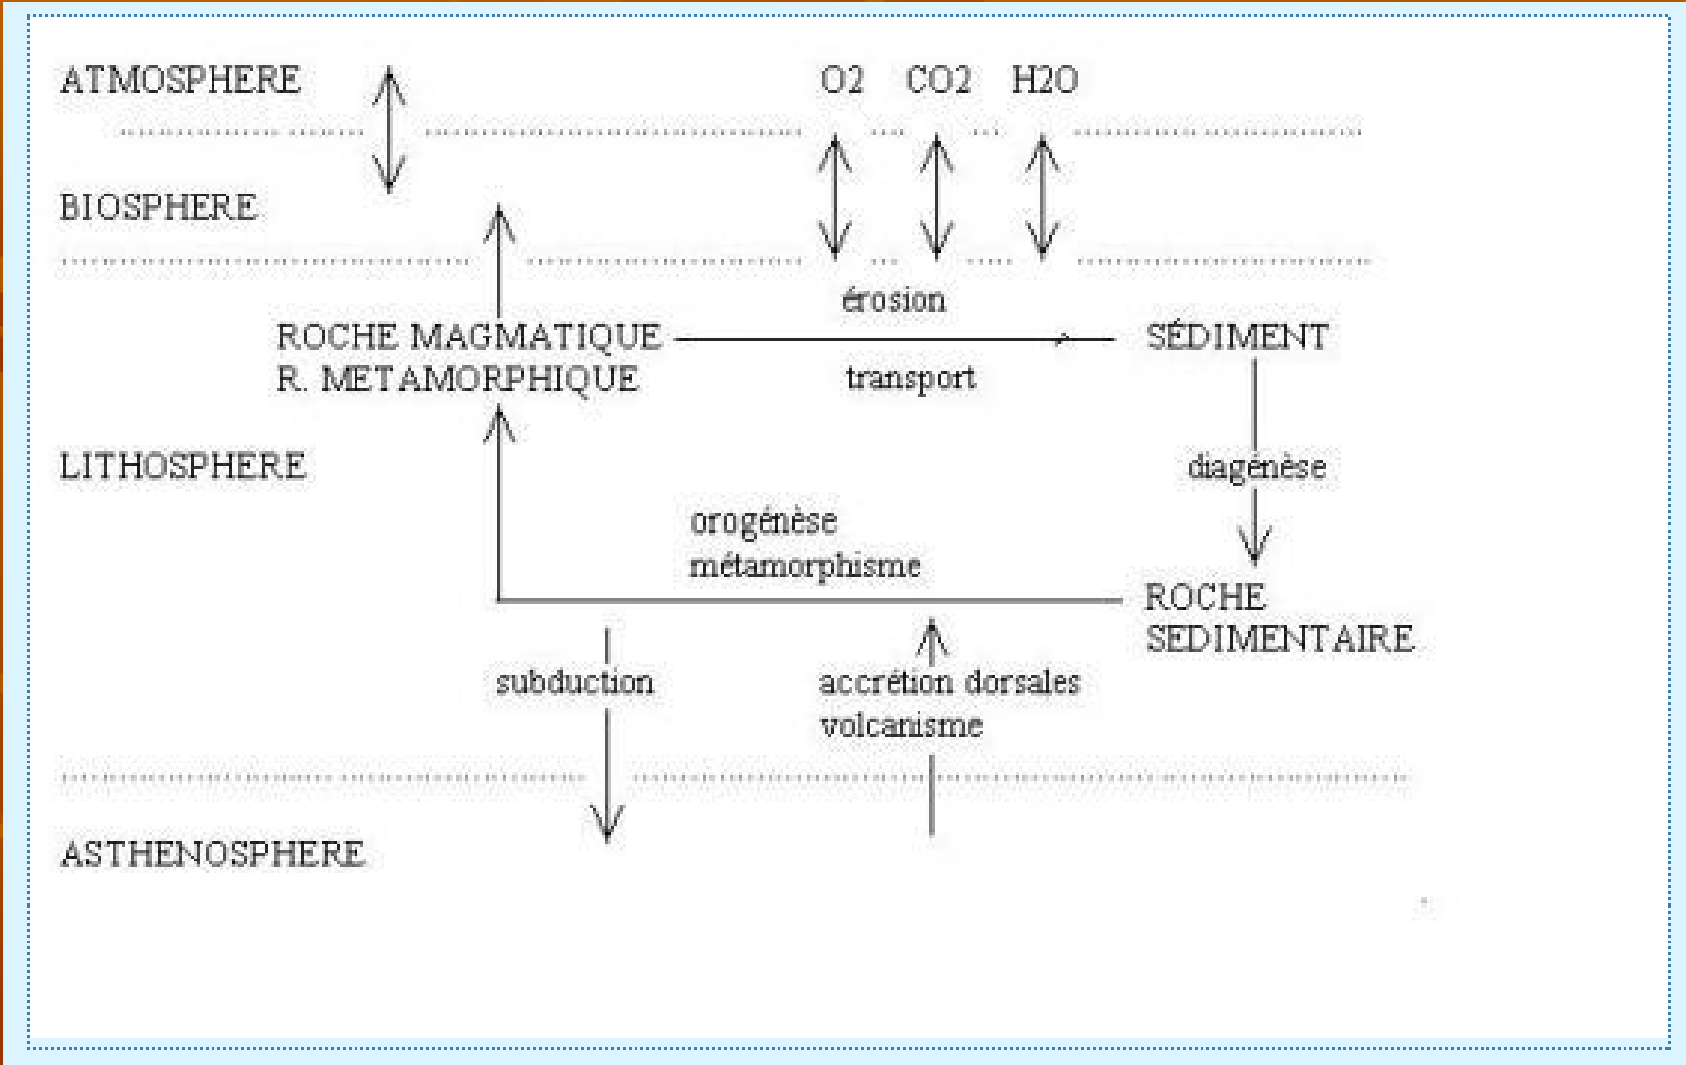 ATMOSPHERE
O2 CO2 H2O
BIOSPHERE
érosion
ROCHE MAGMATIQUE
R. METAMORPHIQUE
SÉDIMENT
transport
LITHOSPHERE
diagénèse
orogénèse
métamorphisme
ROCHE
SEDIMENTAIRE
subduction
accrétion dorsales
volcanisme
ASTHENOSPHERE